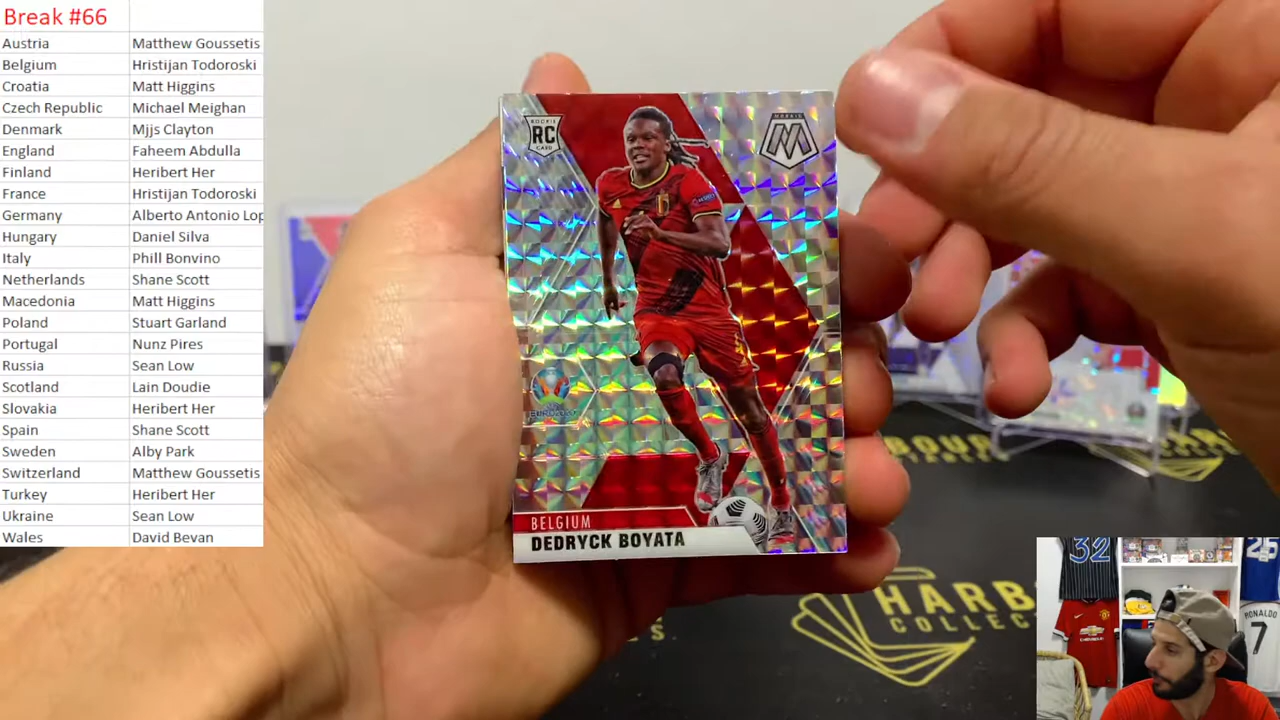 Break #66
Austria Matthew Goussetis
Belgium Hristijan Todoroski
Croatia Matt Higgins
Czech Republic Michael Meighan
Denmark Mjjs Clayton
England Faheem Abdulla
Finland Heribert Her
France Hristijan Todoroski
Germany Alberto Antonio Lop
Hungary Daniel Silva
Italy Phill Bonvino
Netherlands Shane Scott
Macedonia Matt Higgins
Poland Stuart Garland
Portugal Nunz Pires
Russia Sean Low
Scotland Lain Doudie
Slovakia Heribert Her
Spain Shane Scott
Sweden Alby Park
Switzerland Matthew Goussetis
Turkey Heribert Her
Ukraine Sean Low
Wales David Bevan
ROOKIE
RC
CARD
MOSAIC
M
BELGIUM
DEDRYCK BOYATA
HARB
COLLEC
32
25
RONALDO
7